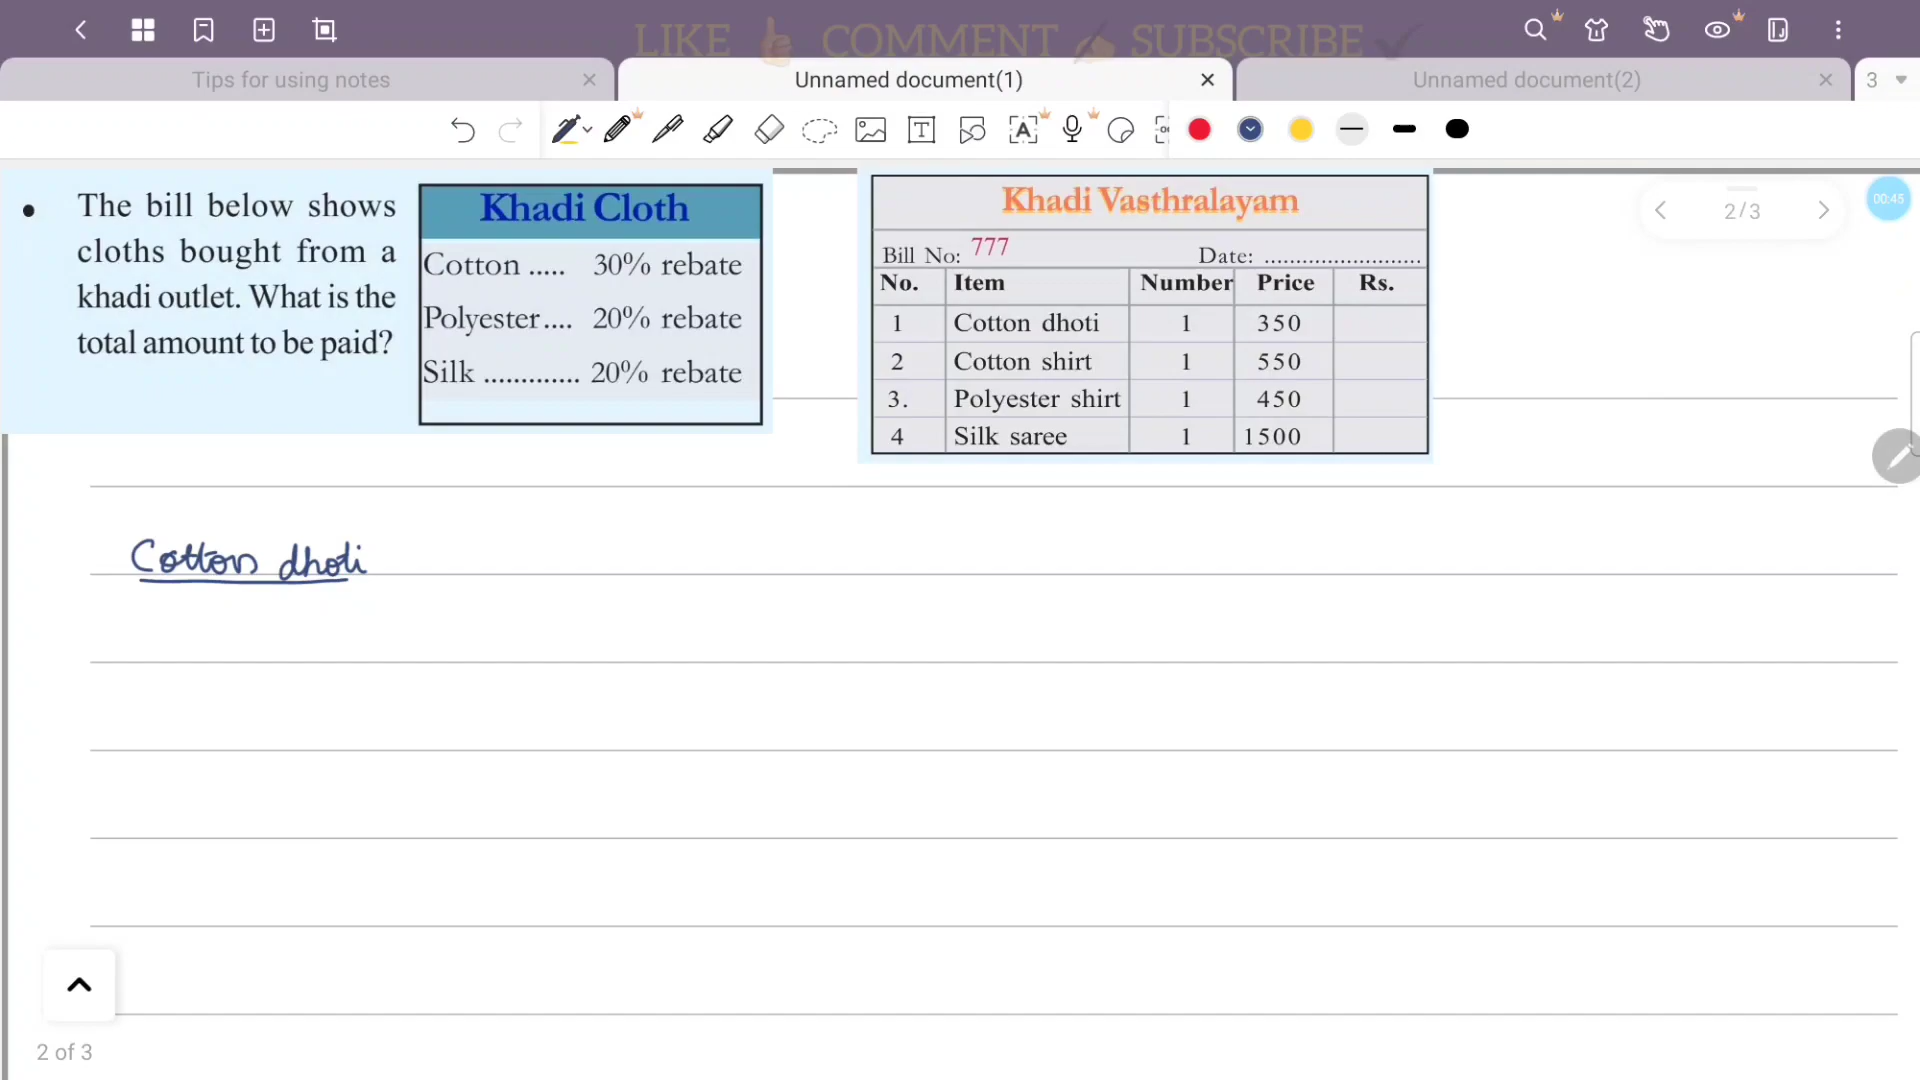 LIKE COMMENT SUBSCRIBE
Tips for using notes
Unnamed document(1)
Unnamed document(2)
3
The bill below shows
cloths bought from a
khadi outlet. What is the
total amount to be paid?
Khadi Cloth
Cotton ..... 30% rebate
Polyester.... 20% rebate
Silk ............. 20% rebate
Khadi Vasthralayam
Bill No: 777 Date: .........................
No. Item Number Price Rs.
1 Cotton dhoti 1 350
2 Cotton shirt 1 550
3. Polyester shirt 1 450
4 Silk saree 1 1500
2/3
00:45
Cotton dhoti
2 of 3